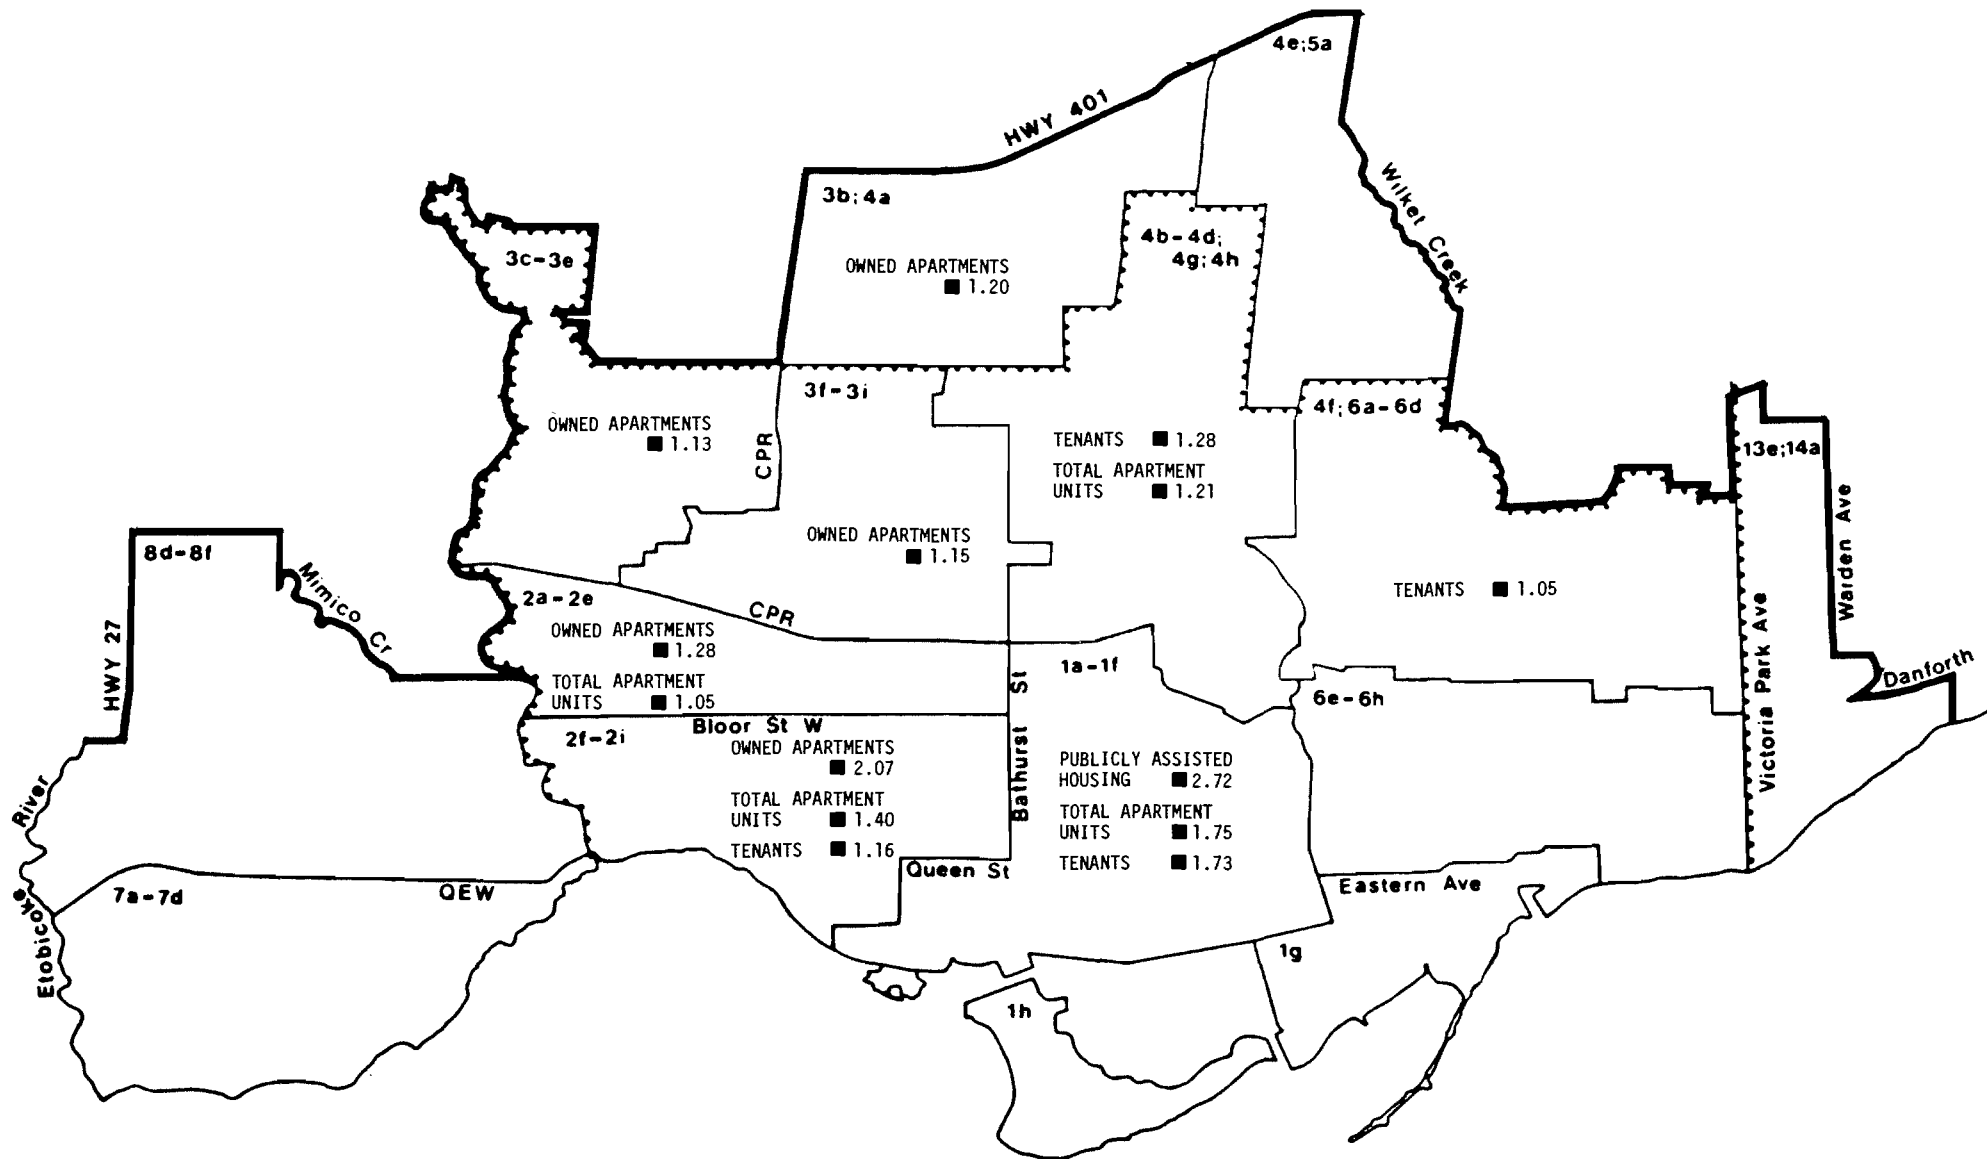 4e;5a
HWY 401
3b;4a
Wilket Creek
4b-4d;
4g;4h
3c-3e
OWNED APARTMENTS
■ 1.20
3f-3i
4f;6a-6d
OWNED APARTMENTS
■ 1.13
CPR
TENANTS ■ 1.28
TOTAL APARTMENT
UNITS ■ 1.21
13e;14a
Warden Ave
OWNED APARTMENTS
■ 1.15
8d-8f
Mimico Cr
HWY 27
2a-2e
CPR
OWNED APARTMENTS
■ 1.28
TOTAL APARTMENT
UNITS ■ 1.05
TENANTS ■ 1.05
1a-1f
6e-6h
Victoria Park Ave
Danforth
Bloor St W
Bathurst St
2f-2i
OWNED APARTMENTS
■ 2.07
TOTAL APARTMENT
UNITS ■ 1.40
TENANTS ■ 1.16
PUBLICLY ASSISTED
HOUSING ■ 2.72
TOTAL APARTMENT
UNITS ■ 1.75
TENANTS ■ 1.73
Queen St
Eastern Ave
Etobicoke River
7a-7d
QEW
1g
1h